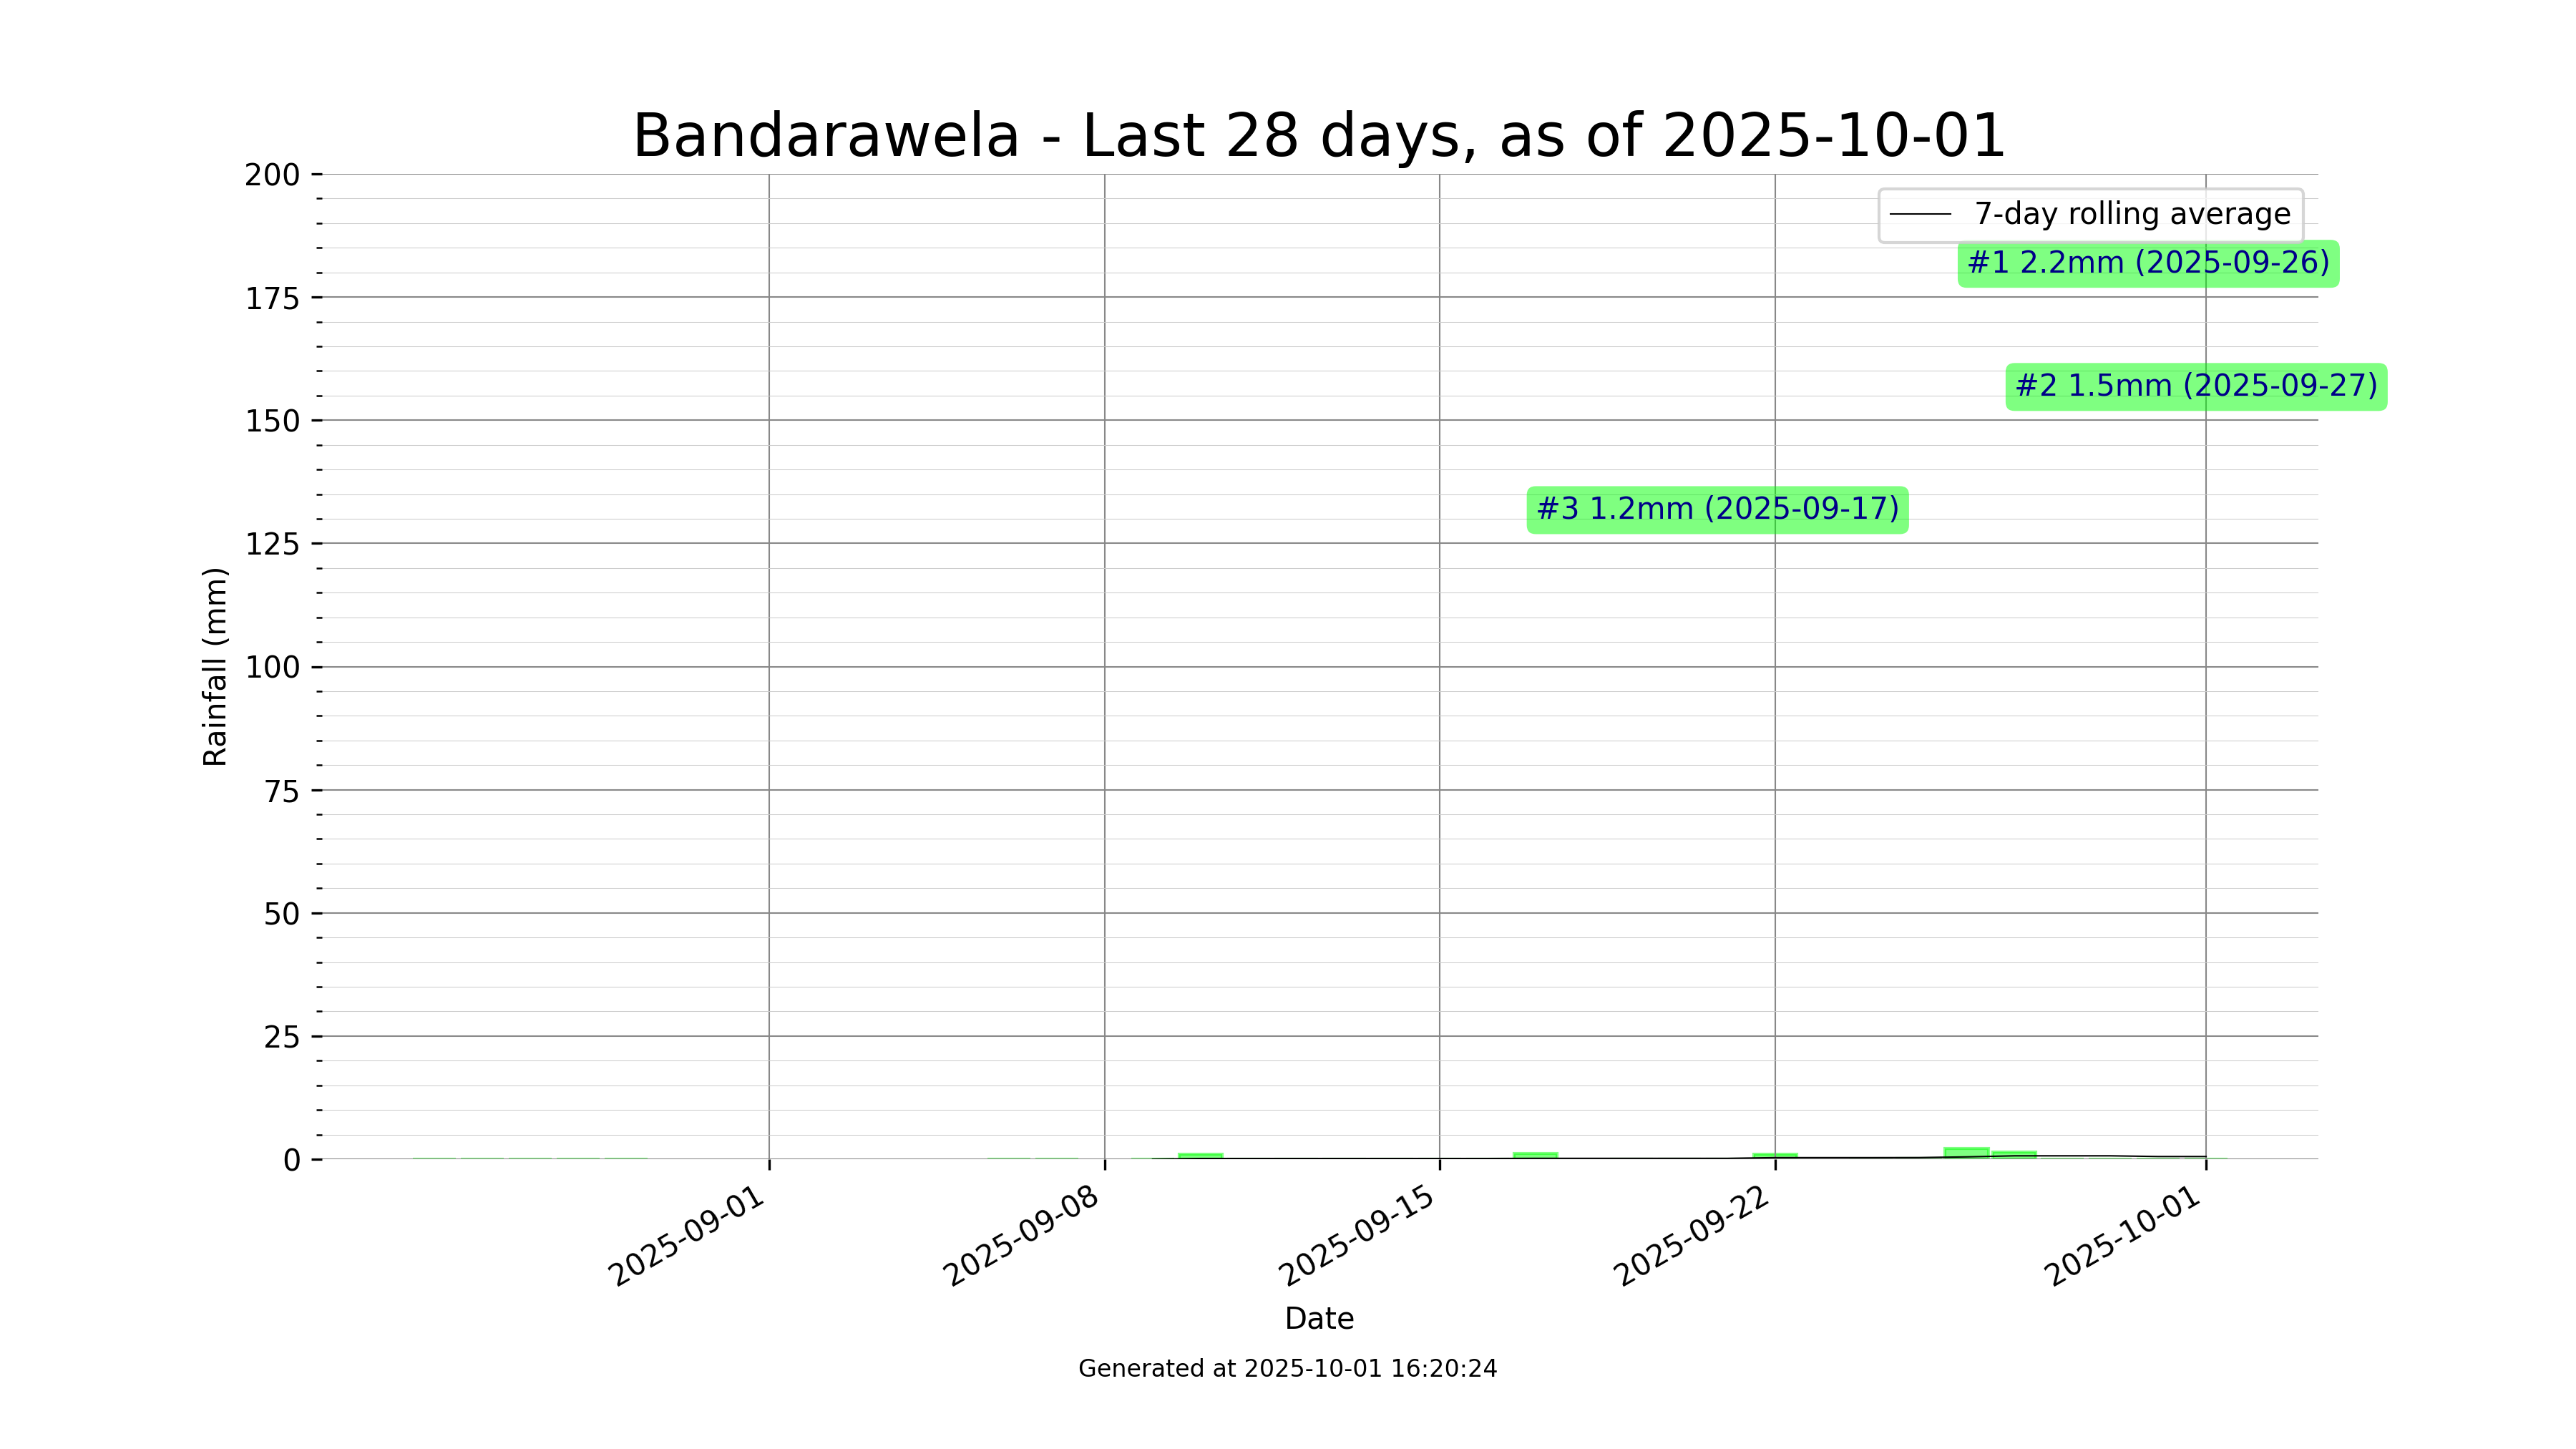 Bandarawela - Last 28 days, as of 2025-10-01
200
175
150
125
100
75
50
25
0
Rainfall (mm)
7-day rolling average
#1 2.2mm (2025-09-26)
#2 1.5mm (2025-09-27)
#3 1.2mm (2025-09-17)
2025-09-01
2025-09-08
2025-09-15
2025-09-22
2025-10-01
Date
Generated at 2025-10-01 16:20:24